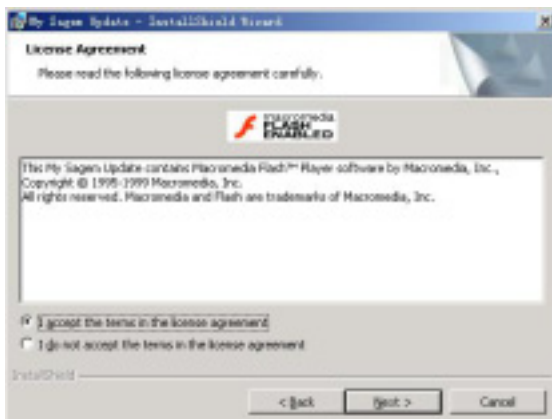 My Sagem Update - InstallShield Wizard
License Agreement
Please read the following license agreement carefully.
macromedia
FLASH
ENABLED
This My Sagem Update contains Macromedia Flash™ Player software by Macromedia, Inc.,
Copyright © 1995-1999 Macromedia, Inc.
All rights reserved. Macromedia and Flash are trademarks of Macromedia, Inc.
I accept the terms in the license agreement
I do not accept the terms in the license agreement
InstallShield
< Back
Next >
Cancel